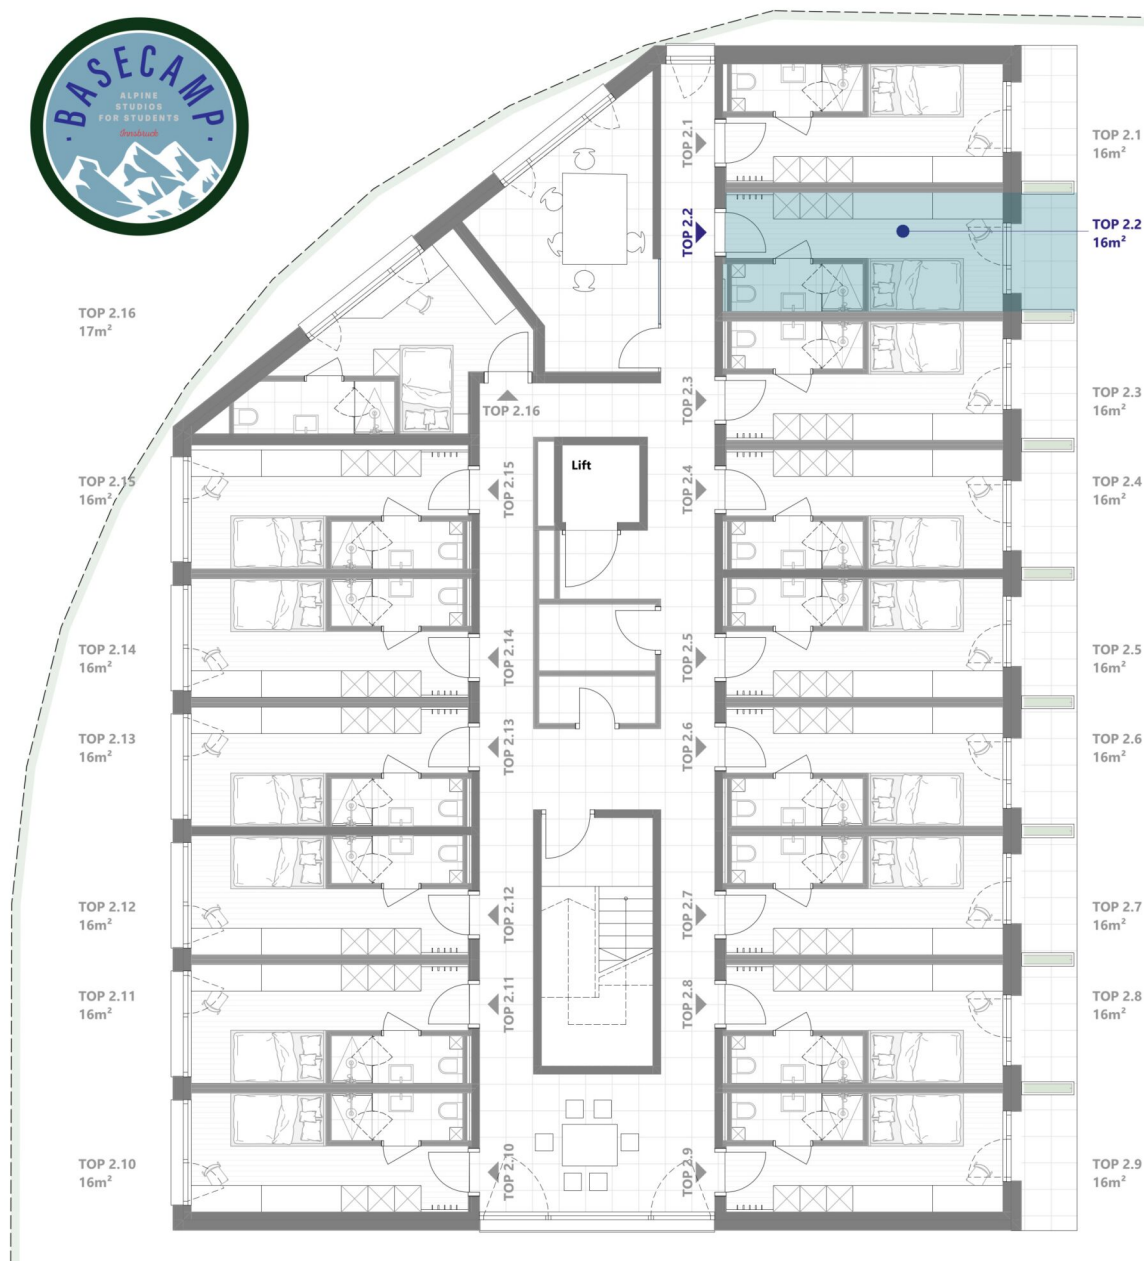 BASECAMP
ALPINE
STUDIOS
FOR STUDENTS
Innsbruck
TOP 2.1
TOP 2.1
16m²
TOP 2.2
TOP 2.2
16m²
TOP 2.16
17m²
TOP 2.16
TOP 2.3
TOP 2.3
16m²
Lift
TOP 2.15
16m²
TOP 2.15
TOP 2.4
TOP 2.4
16m²
TOP 2.14
16m²
TOP 2.14
TOP 2.5
TOP 2.5
16m²
TOP 2.13
16m²
TOP 2.13
TOP 2.6
TOP 2.6
16m²
TOP 2.12
16m²
TOP 2.12
TOP 2.7
TOP 2.7
16m²
TOP 2.11
16m²
TOP 2.11
TOP 2.8
TOP 2.8
16m²
TOP 2.10
16m²
TOP 2.10
TOP 2.9
TOP 2.9
16m²